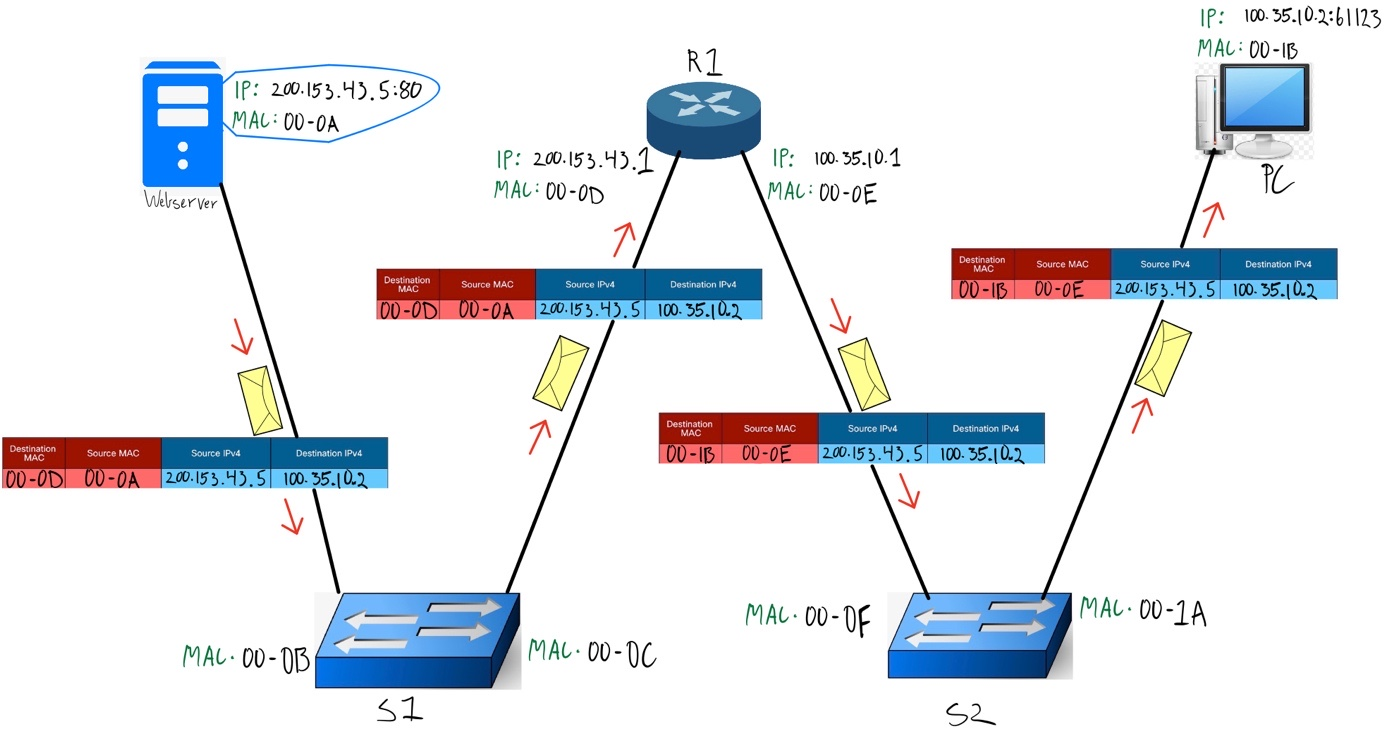 IP: 100.35.10.2:61123
MAC: 00-1B
R1
IP: 200.153.43.5:80
MAC: 00-0A
IP: 200.153.43.1
MAC: 00-0D
IP: 100.35.10.1
MAC: 00-0E
Webserver
PC
Destination MAC Source MAC Source IPv4 Destination IPv4
00-1B 00-0E 200.153.43.5 100.35.10.2
Destination MAC Source MAC Source IPv4 Destination IPv4
00-0D 00-0A 200.153.43.5 100.35.10.2
Destination MAC Source MAC Source IPv4 Destination IPv4
00-1B 00-0E 200.153.43.5 100.35.10.2
Destination MAC Source MAC Source IPv4 Destination IPv4
00-0D 00-0A 200.153.43.5 100.35.10.2
MAC. 00-0B
MAC. 00-0C
MAC. 00-0F
MAC. 00-1A
S1
S2